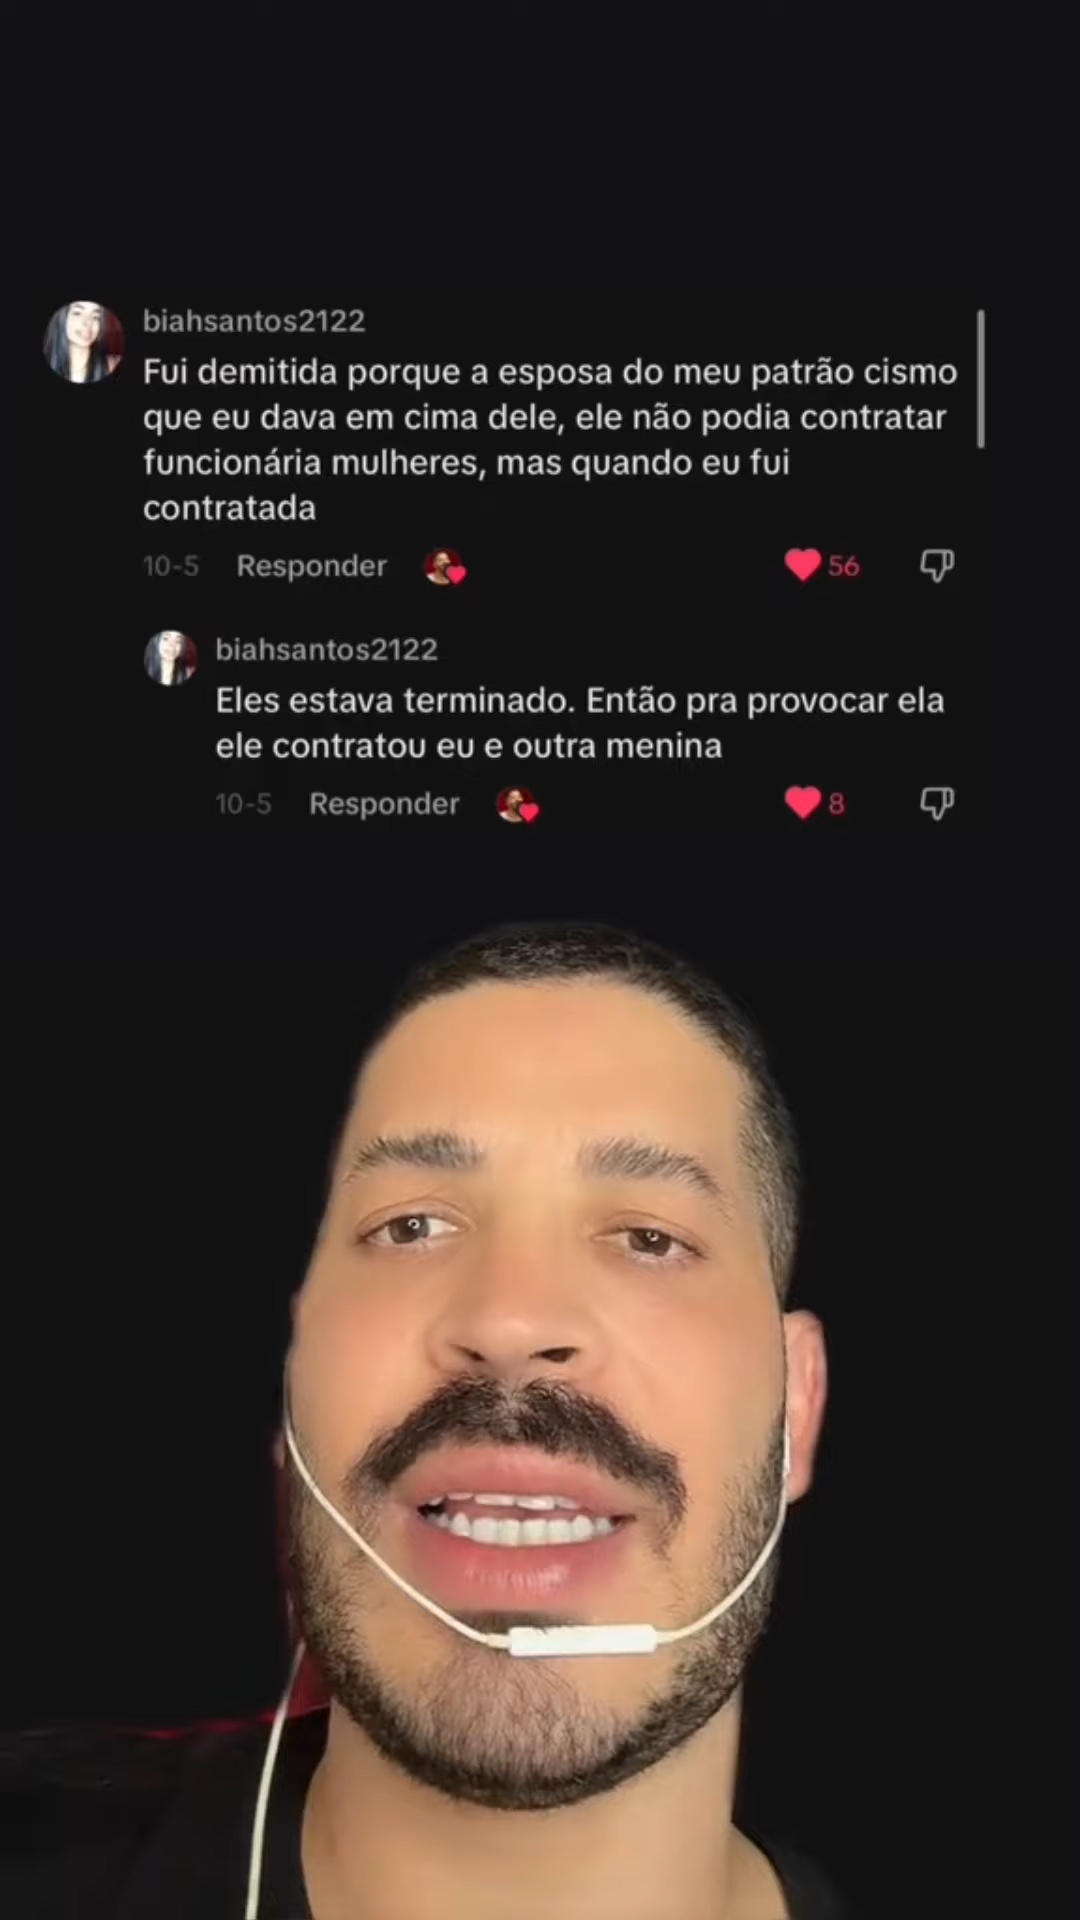 biahsantos2122
Fui demitida porque a esposa do meu patrão cismo
que eu dava em cima dele, ele não podia contratar
funcionária mulheres, mas quando eu fui
contratada
10-5 Responder 56
biahsantos2122
Eles estava terminado. Então pra provocar ela
ele contratou eu e outra menina
10-5 Responder 8